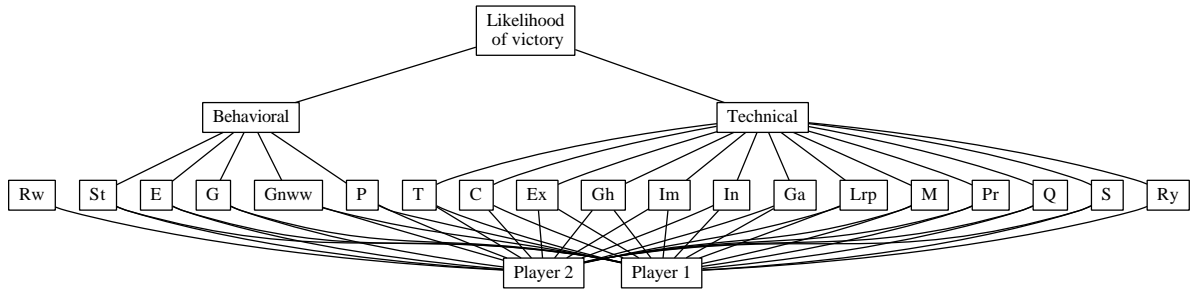 Likelihood
of victory
Behavioral
Technical
Rw
St
E
G
Gnww
P
T
C
Ex
Gh
Im
In
Ga
Lrp
M
Pr
Q
S
Ry
Player 2
Player 1